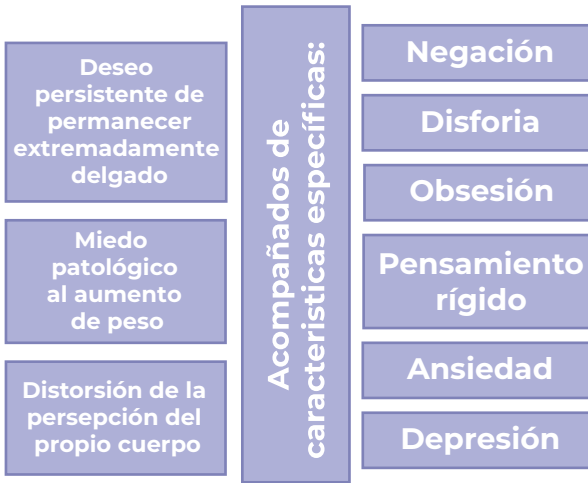 Deseo
persistente de
permanecer
extremadamente
delgado
Miedo
patológico
al aumento
de peso
Distorsión de la
persepción del
propio cuerpo
Acompañados de
caracteristicas específicas:
Negación
Disforia
Obsesión
Pensamiento
rígido
Ansiedad
Depresión